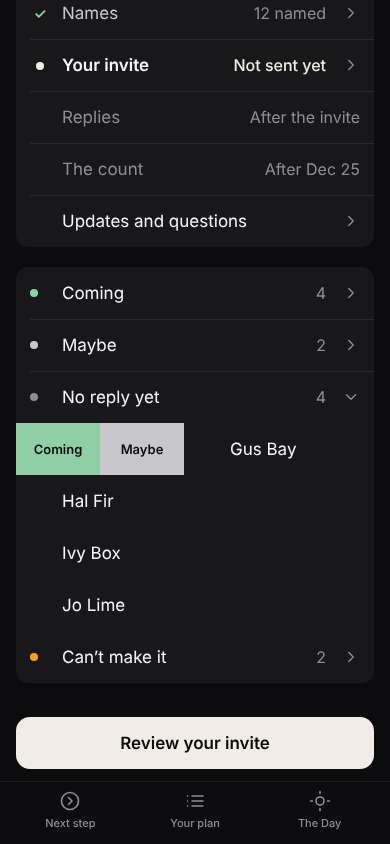 Names 12 named
Your invite Not sent yet
Replies After the invite
The count After Dec 25
Updates and questions
Coming 4
Maybe 2
No reply yet 4
Coming Maybe Gus Bay
Hal Fir
Ivy Box
Jo Lime
Can’t make it 2
Review your invite
Next step Your plan The Day